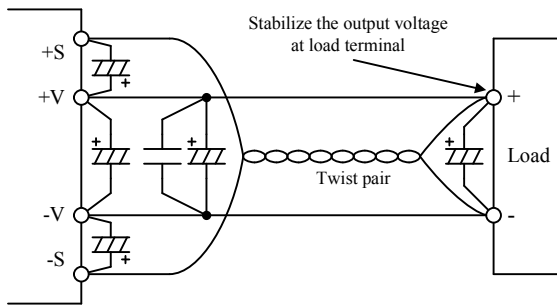 Stabilize the output voltage
at load terminal
+S
+
+V
+
+
+
+
+
Load
Twist pair
-V
-
+
-S